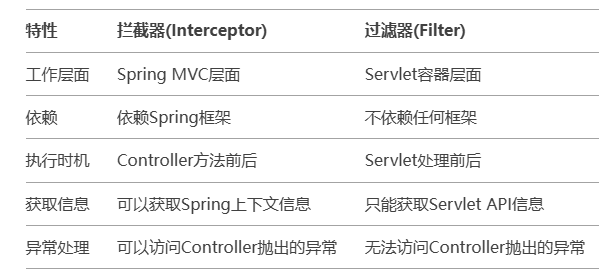 特性 拦截器(Interceptor) 过滤器(Filter)
工作层面 Spring MVC层面 Servlet容器层面
依赖 依赖Spring框架 不依赖任何框架
执行时机 Controller方法前后 Servlet处理前后
获取信息 可以获取Spring上下文信息 只能获取Servlet API信息
异常处理 可以访问Controller抛出的异常 无法访问Controller抛出的异常